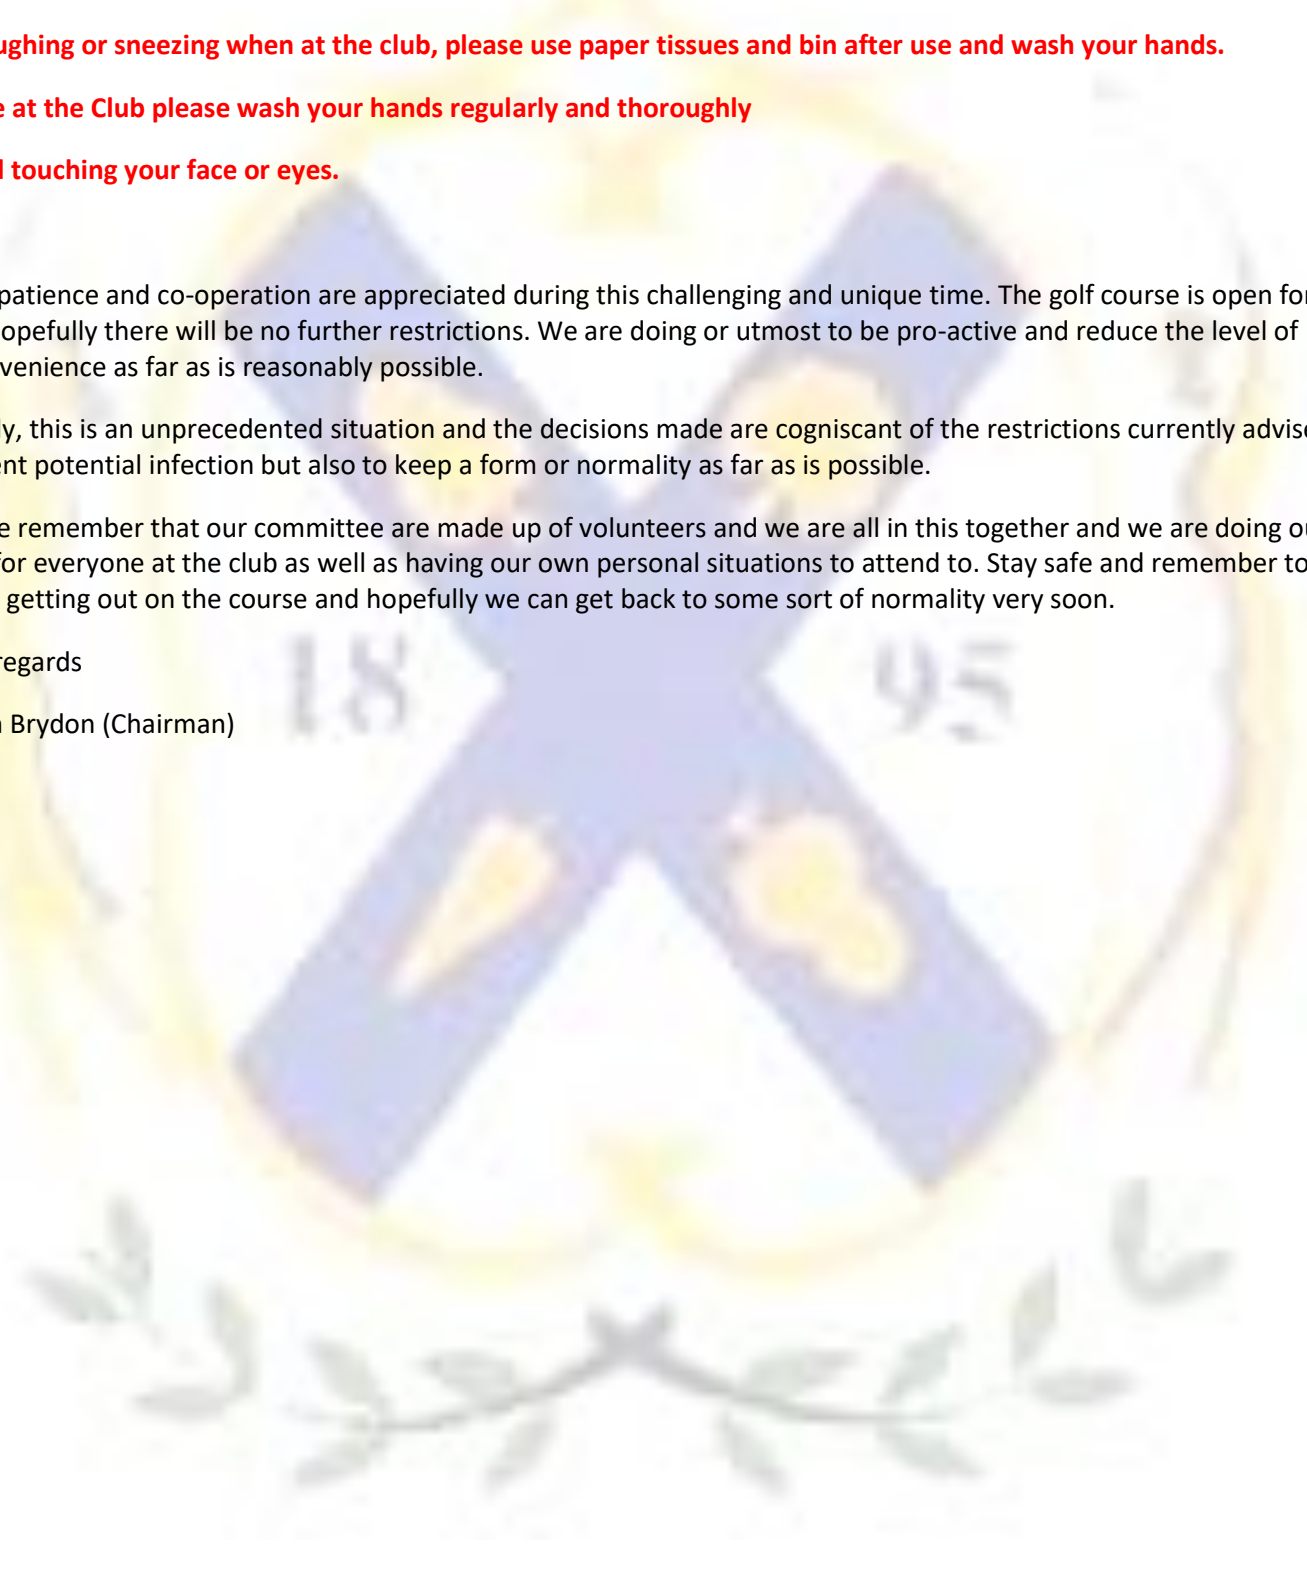 ughing or sneezing when at the club, please use paper tissues and bin after use and wash your hands.
e at the Club please wash your hands regularly and thoroughly
touching your face or eyes.
patience and co-operation are appreciated during this challenging and unique time. The golf course is open for
opefully there will be no further restrictions. We are doing or utmost to be pro-active and reduce the level of
venience as far as is reasonably possible.
ly, this is an unprecedented situation and the decisions made are cogniscant of the restrictions currently advise
ent potential infection but also to keep a form or normality as far as is possible.
e remember that our committee are made up of volunteers and we are all in this together and we are doing ou
for everyone at the club as well as having our own personal situations to attend to. Stay safe and remember to
getting out on the course and hopefully we can get back to some sort of normality very soon.
regards
Brydon (Chairman)
18 95